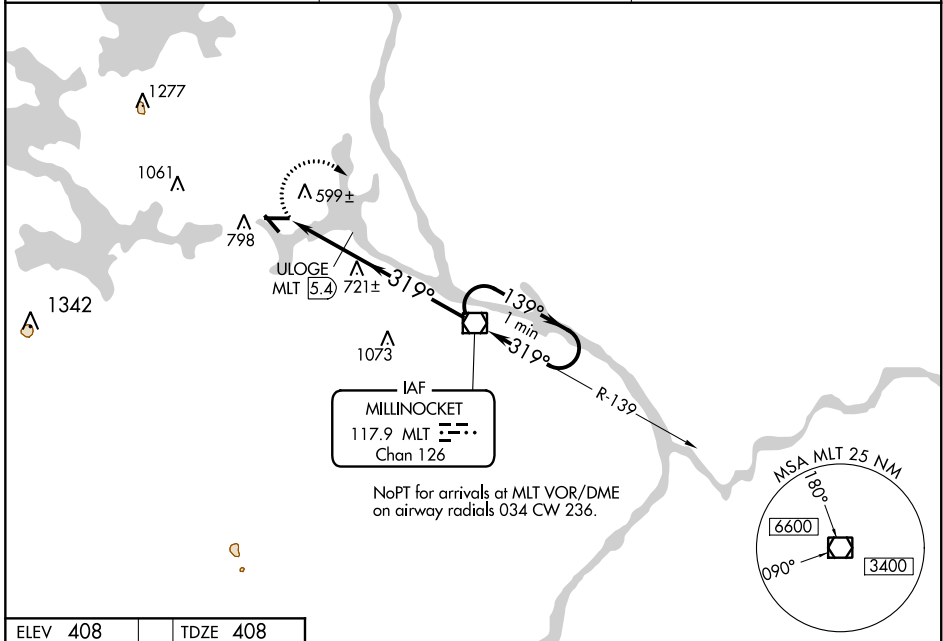 1277
1061
599±
798
ULOGE
MLT 5.4
721±
319°
139°
1 min
319°
1342
1073
R-139
IAF
MILLINOCKET
117.9 MLT
Chan 126
NoPT for arrivals at MLT VOR/DME
on airway radials 034 CW 236.
MSA MLT 25 NM
180°
6600
090°
3400
ELEV 408
TDZE 408